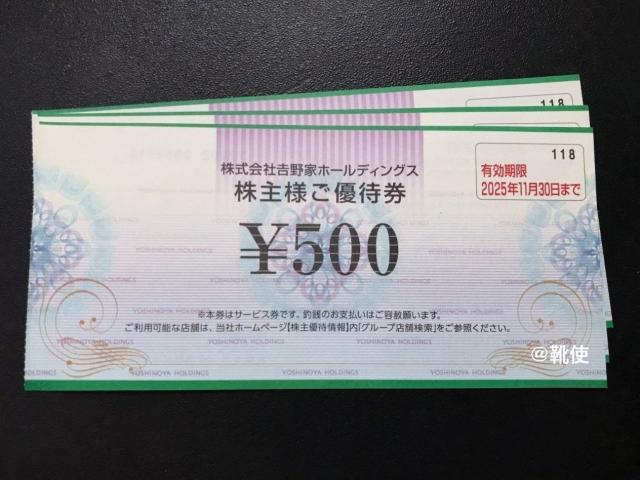 118
118
有効期限
2025年11月30日まで
株式会社𠮷野家ホールディングス
株主様ご優待券
¥500
※本券はサービス券です。釣銭のお支払いはご容赦願います。
ご利用可能な店舗は、当社ホームページ【株主優待情報】内「グループ店舗検索」をご参照ください。
YOSHINOYA HOLDINGS
YOSHINOYA HOLDINGS
YOSHINOYA HOLDINGS
@靴使